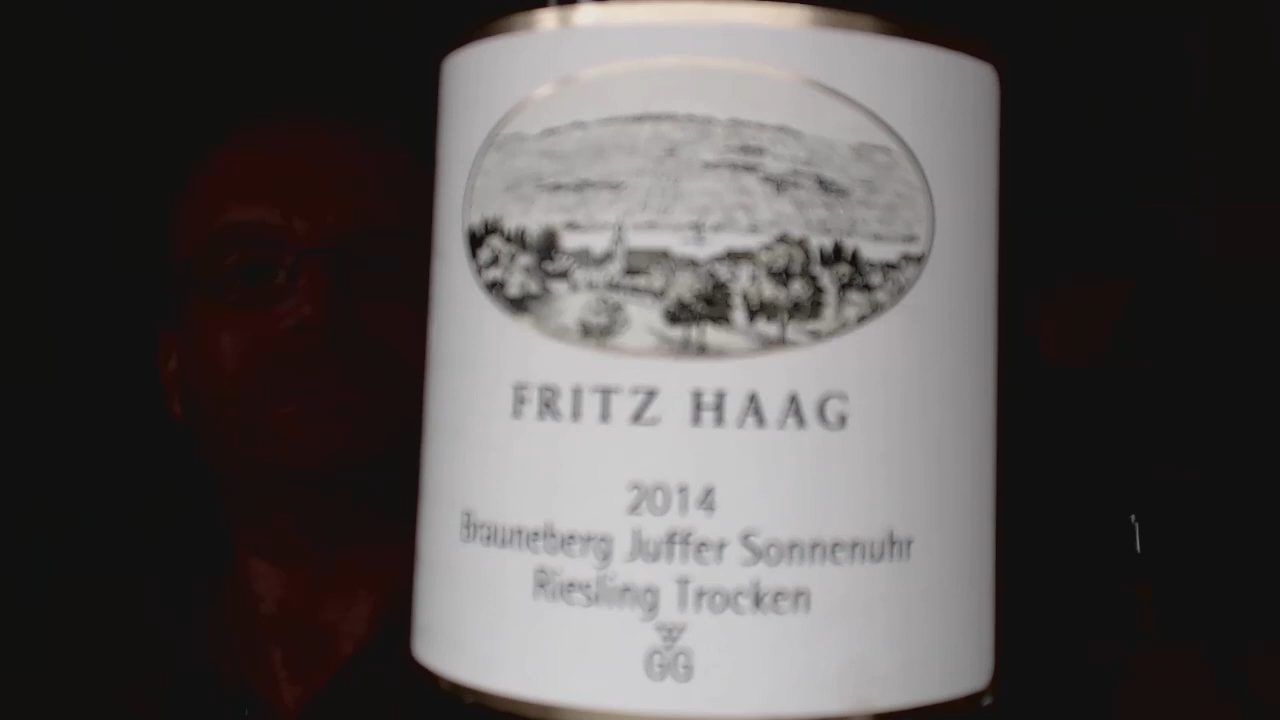 FRITZ HAAG
2014
Brauneberg Juffer Sonnenuhr
Riesling Trocken
GG